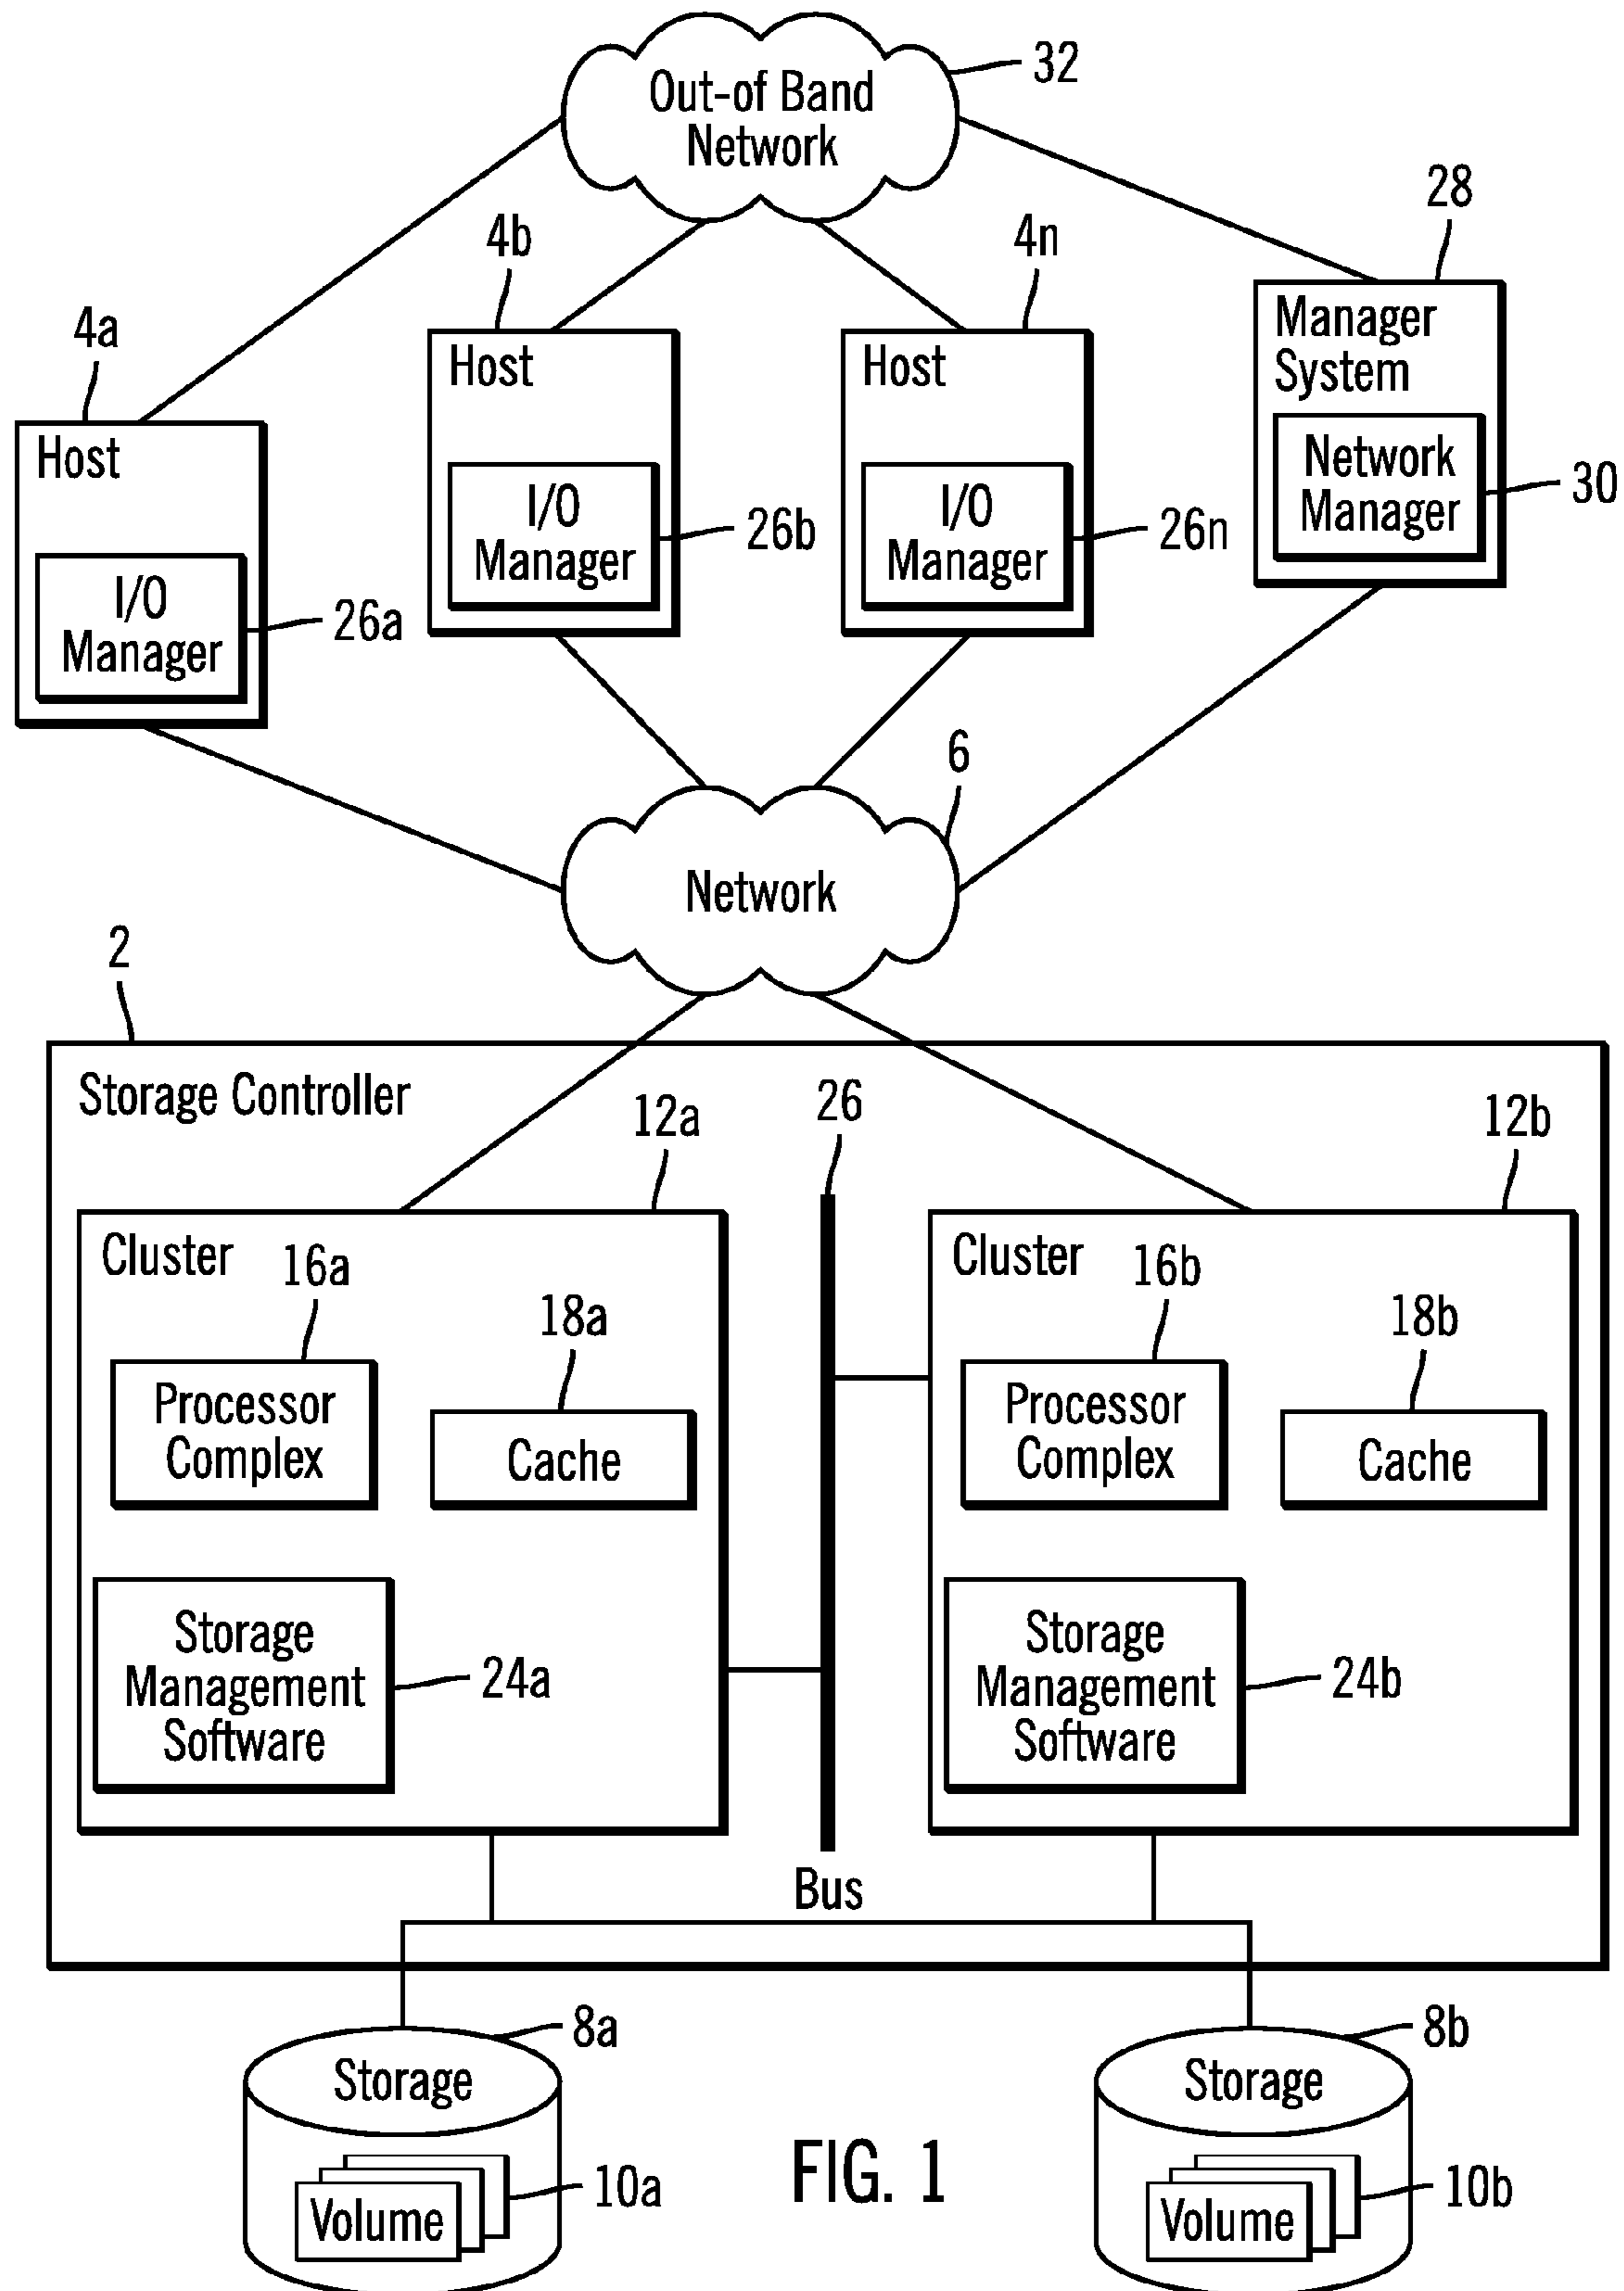 32
Out-of Band
Network
28
4b
4n
4a
Manager
System
Host
Host
Host
Network
Manager
30
I/O
Manager
26b
I/O
Manager
26n
I/O
Manager
26a
6
Network
2
Storage Controller
26
12a
12b
Cluster
16a
Cluster
16b
18a
18b
Processor
Complex
Cache
Processor
Complex
Cache
Storage
Management
Software
24a
Storage
Management
Software
24b
Bus
8a
8b
Storage
Storage
Volume
10a
Volume
10b
FIG. 1